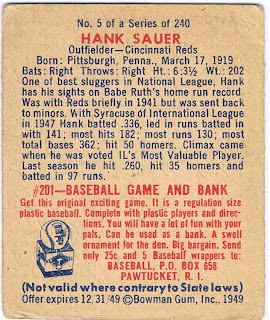 No. 5 of a Series of 240
HANK SAUER
Outfielder—Cincinnati Reds
Born: Pittsburgh, Penna., March 17, 1919
Bats: Right Throws: Right Ht.: 6:3½ Wt.: 202
One of best sluggers in National League, Hank
has his sights on Babe Ruth's home run record.
Was with Reds briefly in 1941 but was sent back
to minors. With Syracuse of International League
in 1947 Hank batted .336, led in runs batted in
with 141; most hits 182; most runs 130; most
total bases 362; hit 50 homers. Climax came
when he was voted IL's Most Valuable Player.
Last season he hit .260, hit 35 homers and
batted in 97 runs.
#201—BASEBALL GAME AND BANK
Get this original exciting game. It is a regulation size
plastic baseball. Complete with plastic players and direc-
tions. You will have a lot of fun with your
pals. Can be used as a bank. A swell
ornament for the den. Big bargain. Send
only 25c and 5 Baseball wrappers to:
BASEBALL, P.O. BOX 658
PAWTUCKET, R. I.
(Not valid where contrary to State laws)
Offer expires 12/31/49 ©Bowman Gum, Inc., 1949